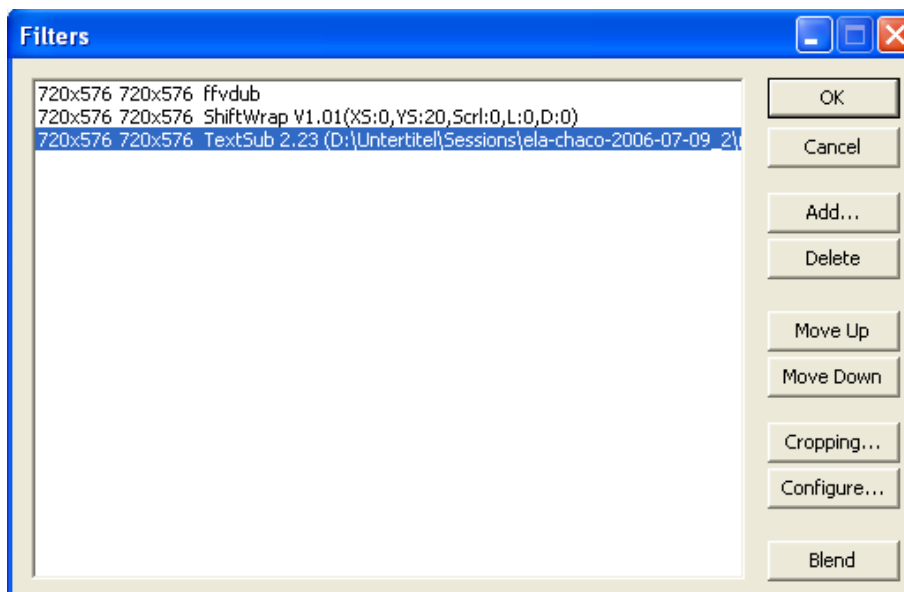 Filters
720x576 720x576 ffvdub
720x576 720x576 ShiftWrap V1.01(XS:0,YS:20,Scrl:0,L:0,D:0)
720x576 720x576 TextSub 2.23 (D:\Untertitel\Sessions\ela-chaco-2006-07-09_2\
OK
Cancel
Add...
Delete
Move Up
Move Down
Cropping...
Configure...
Blend